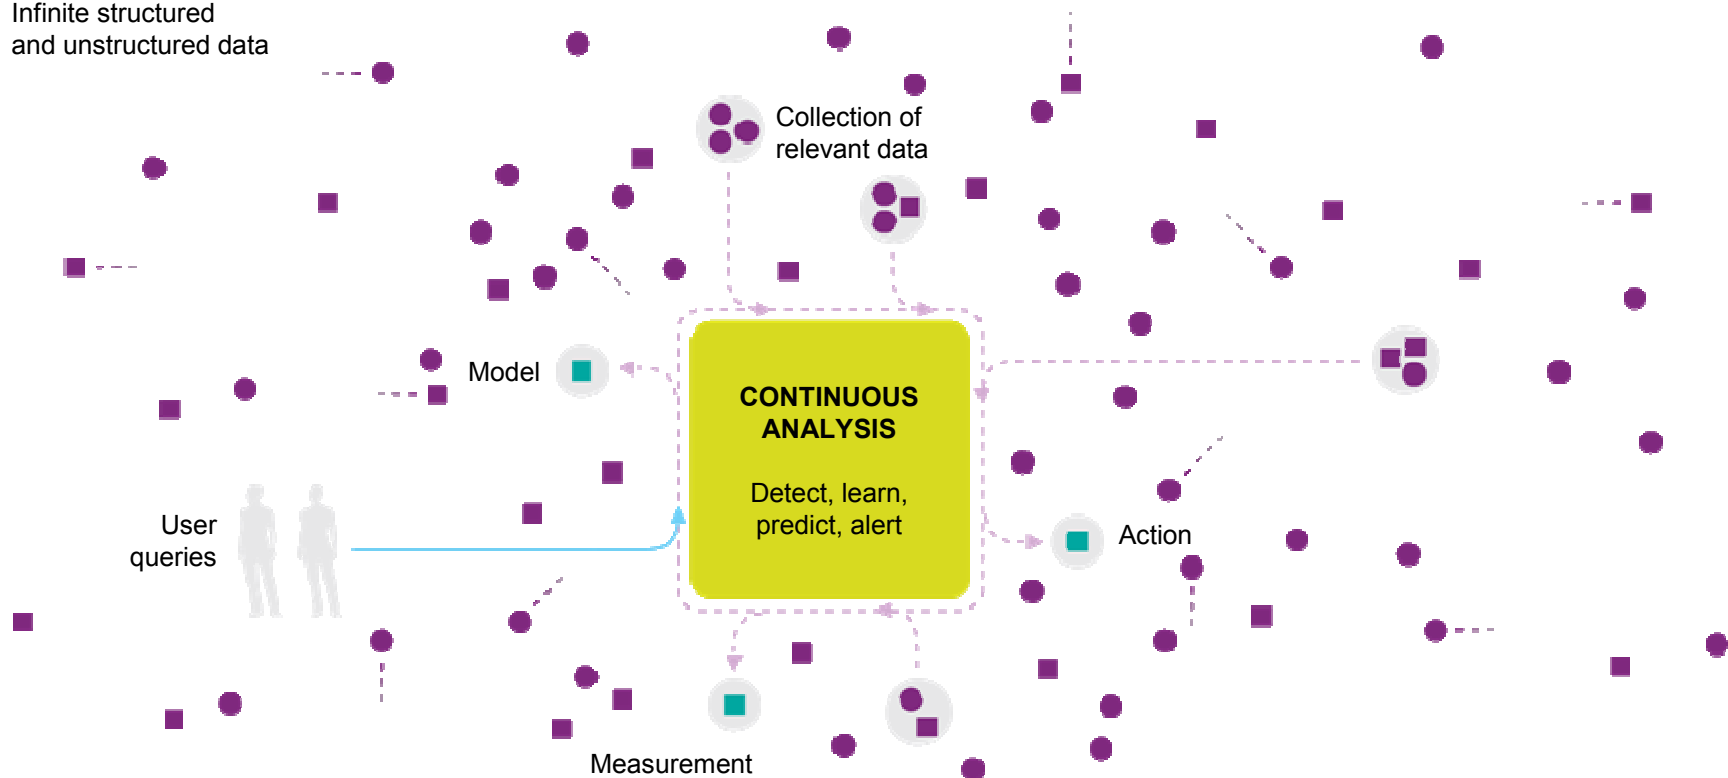 Infinite structured
and unstructured data
Collection of
relevant data
Model
CONTINUOUS
ANALYSIS
Detect, learn,
predict, alert
User
queries
Action
Measurement